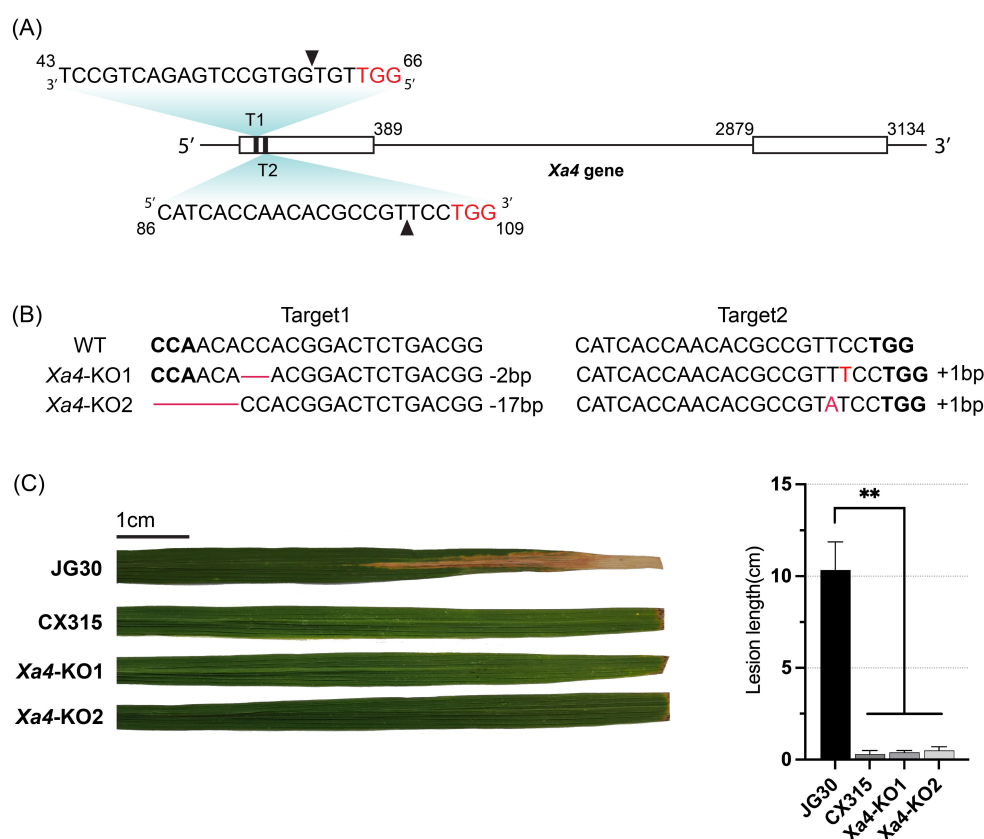 (A)
43 TCCGTCAGAGTCCGTGGTGTTGG 66
3′ 5′
T1
5′ 389 2879 3134 3′
T2
Xa4 gene
5′ CATCACCAACACGCCGTTCCTGG 3′
86 109
(B) Target1 Target2
WT CCAACACCACGGACTCTGACGG CATCACCAACACGCCGTTCCTGG
Xa4-KO1 CCAACA—ACGGACTCTGACGG -2bp CATCACCAACACGCCGTTTCCTGG +1bp
Xa4-KO2 —CCACGGACTCTGACGG -17bp CATCACCAACACGCCGTATCCTGG +1bp
(C)
1cm
JG30
CX315
Xa4-KO1
Xa4-KO2
Lesion length(cm)
15
10
5
0
**
JG30
CX315
Xa4-KO1
Xa4-KO2